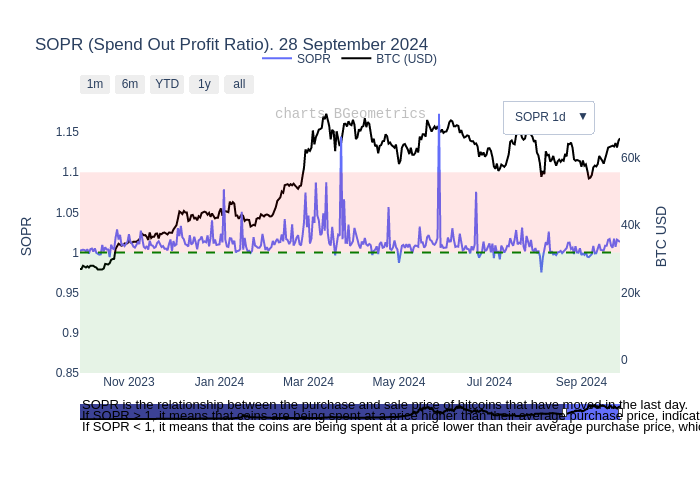 SOPR (Spend Out Profit Ratio). 28 September 2024
SOPR BTC (USD)
1m 6m YTD 1y all
charts.BGeometrics
SOPR 1d ▼
1.15
1.1
1.05
1
0.95
0.9
0.85
SOPR
60k
40k
20k
0
BTC USD
Nov 2023 Jan 2024 Mar 2024 May 2024 Jul 2024 Sep 2024
SOPR is the relationship between the purchase and sale price of bitcoins that have moved in the last day.
If SOPR > 1, it means that coins are being spent at a price higher than their average purchase price, indicat
If SOPR < 1, it means that the coins are being spent at a price lower than their average purchase price, whic